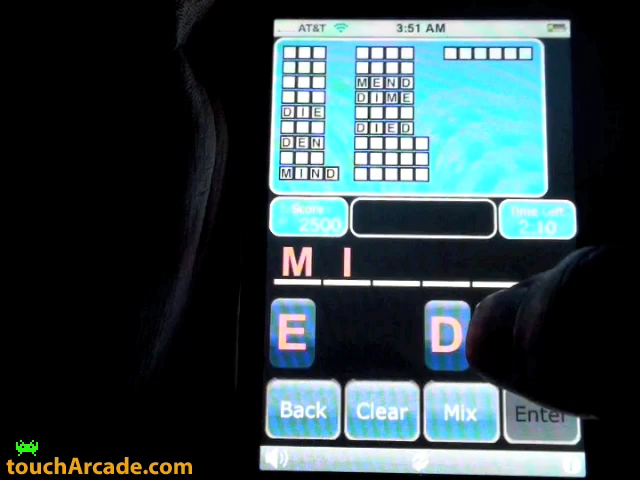 AT&T 3:51 AM
MEND
DIME
DIE
DIED
DEN
MIND
Score Time Left
2500 2:10
M I
E D
Back Clear Mix Enter
touchArcade.com